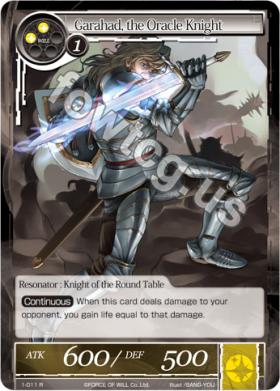 Garahad, the Oracle Knight
1
towtcg.us
Resonator : Knight of the Round Table
Continuous When this card deals damage to your
opponent, you gain life equal to that damage.
ATK 600/ DEF 500
1-011 R ©FORCE OF WILL Co.,Ltd.